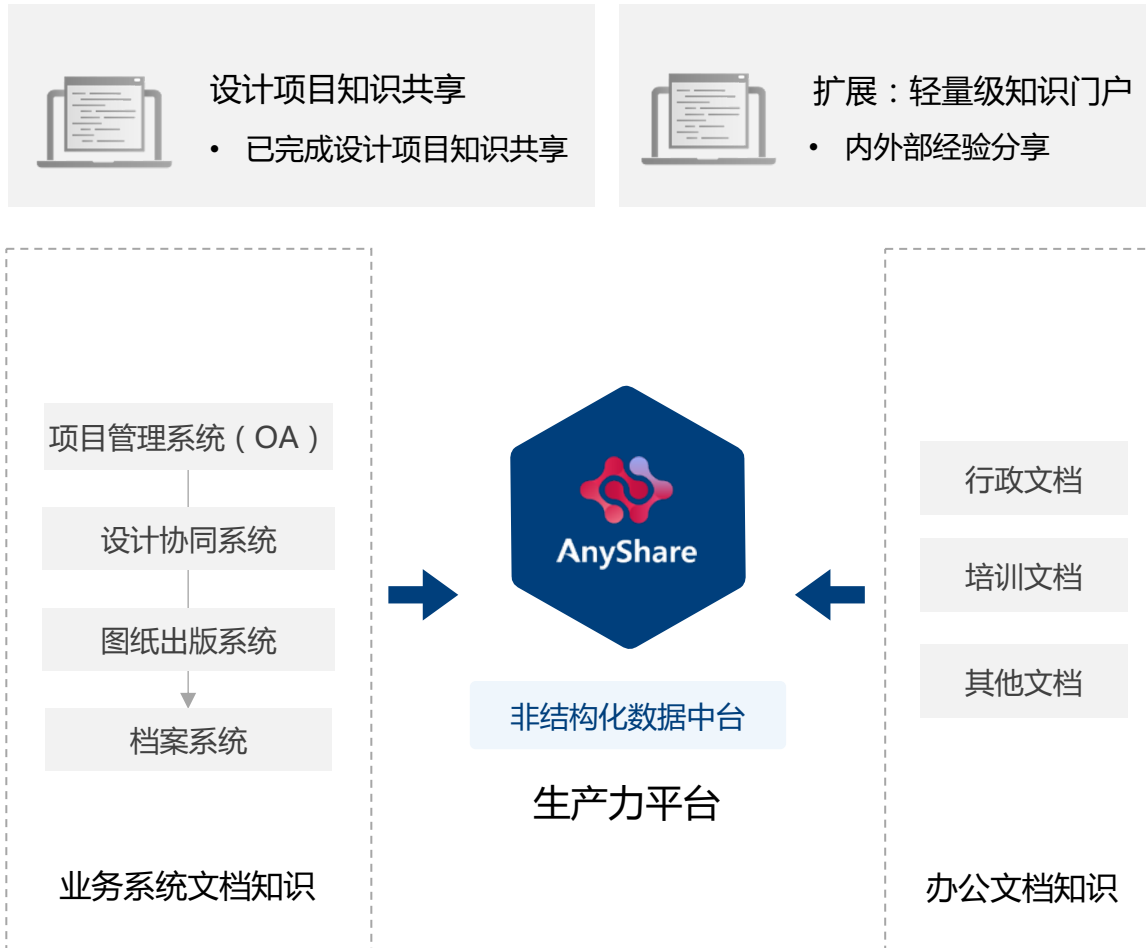 设计项目知识共享
• 已完成设计项目知识共享
扩展：轻量级知识门户
• 内外部经验分享
项目管理系统（OA）
设计协同系统
图纸出版系统
档案系统
业务系统文档知识
AnyShare
非结构化数据中台
生产力平台
行政文档
培训文档
其他文档
办公文档知识